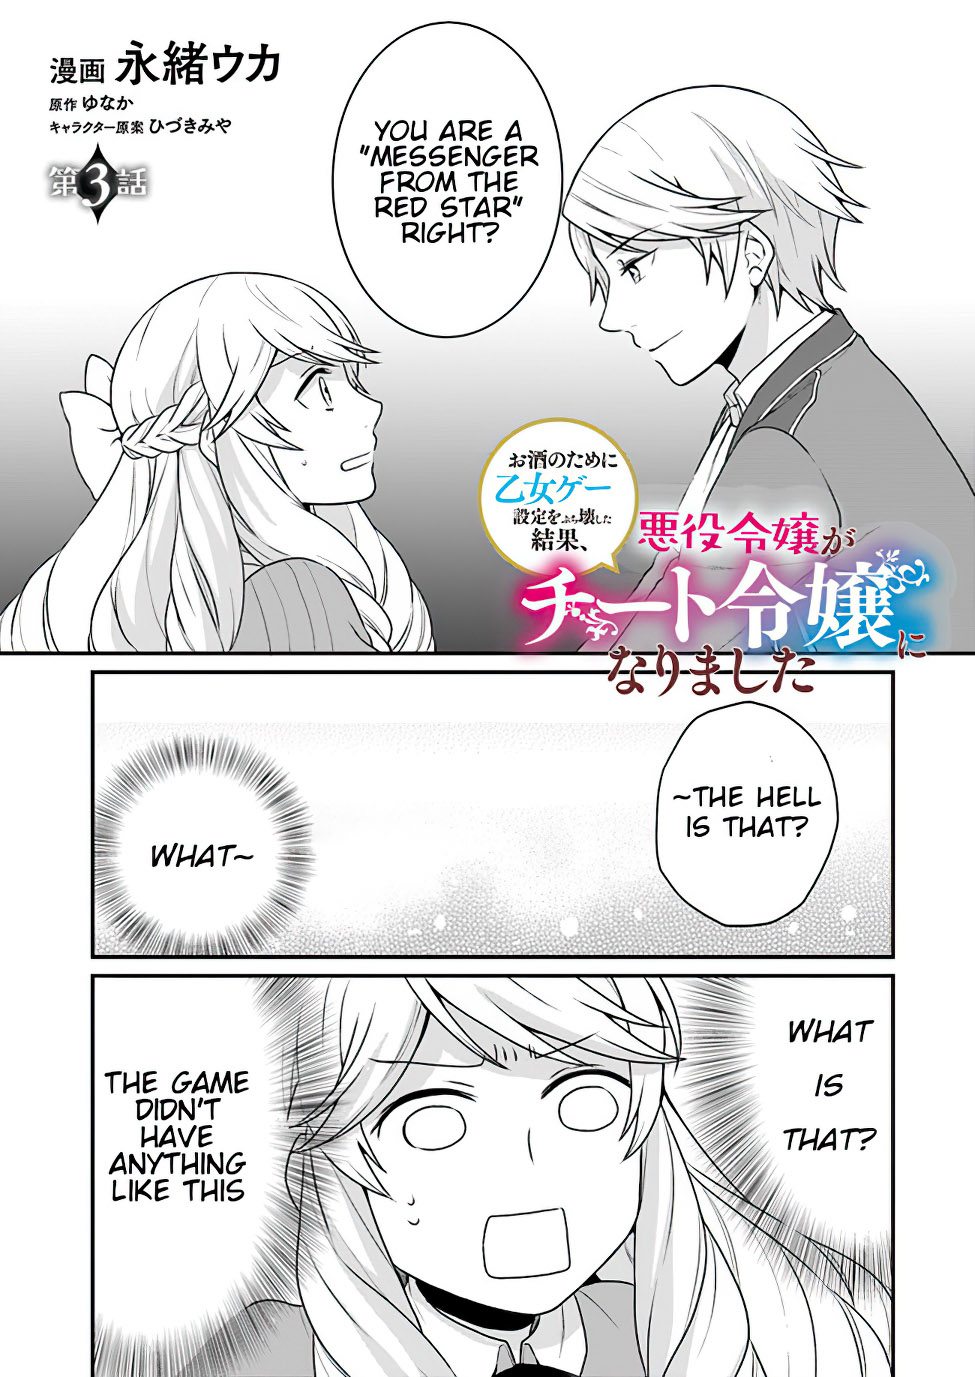 漫画 永緒ウカ
原作 ゆなか
キャラクター原案 ひづきみや
第3話
YOU ARE A
"MESSENGER
FROM THE
RED STAR"
RIGHT?
お酒のために
乙女ゲー
設定をぶち壊した
結果、
悪役令嬢が
チート令嬢に
なりました
~THE HELL
IS THAT?
WHAT~
WHAT
IS
THAT?
THE GAME
DIDN'T
HAVE
ANYTHING
LIKE THIS